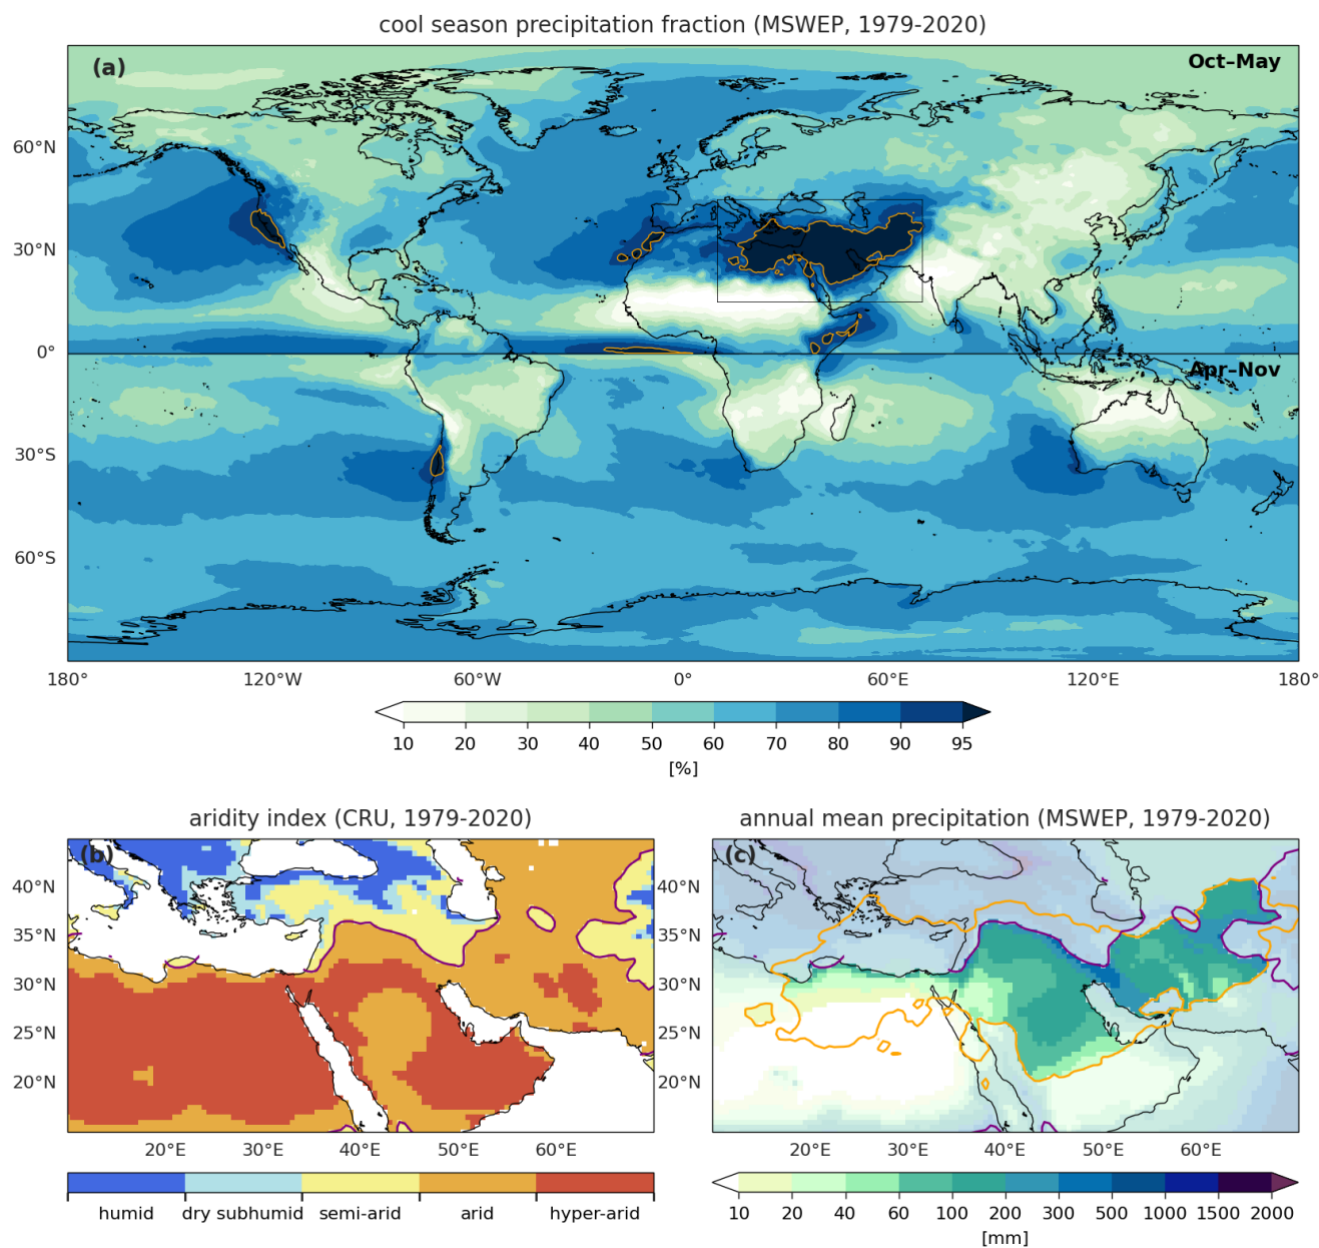 cool season precipitation fraction (MSWEP, 1979-2020)
(a)
Oct–May
60°N
30°N
0°
Apr–Nov
30°S
60°S
180° 120°W 60°W 0° 60°E 120°E 180°
10 20 30 40 50 60 70 80 90 95
[%]
aridity index (CRU, 1979-2020)
(b)
40°N
35°N
30°N
25°N
20°N
20°E 30°E 40°E 50°E 60°E
humid dry subhumid semi-arid arid hyper-arid
annual mean precipitation (MSWEP, 1979-2020)
(c)
40°N
35°N
30°N
25°N
20°N
20°E 30°E 40°E 50°E 60°E
10 20 40 60 100 200 300 500 1000 1500 2000
[mm]